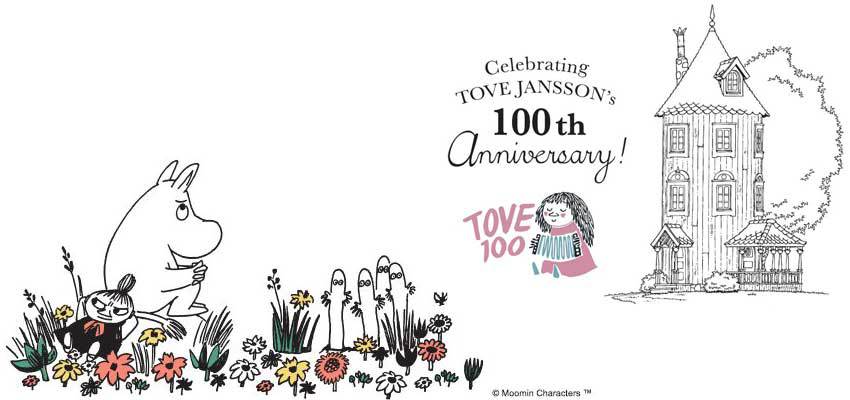 Celebrating
TOVE JANSSON's
100th
Anniversary!
TOVE
100
© Moomin Characters ™